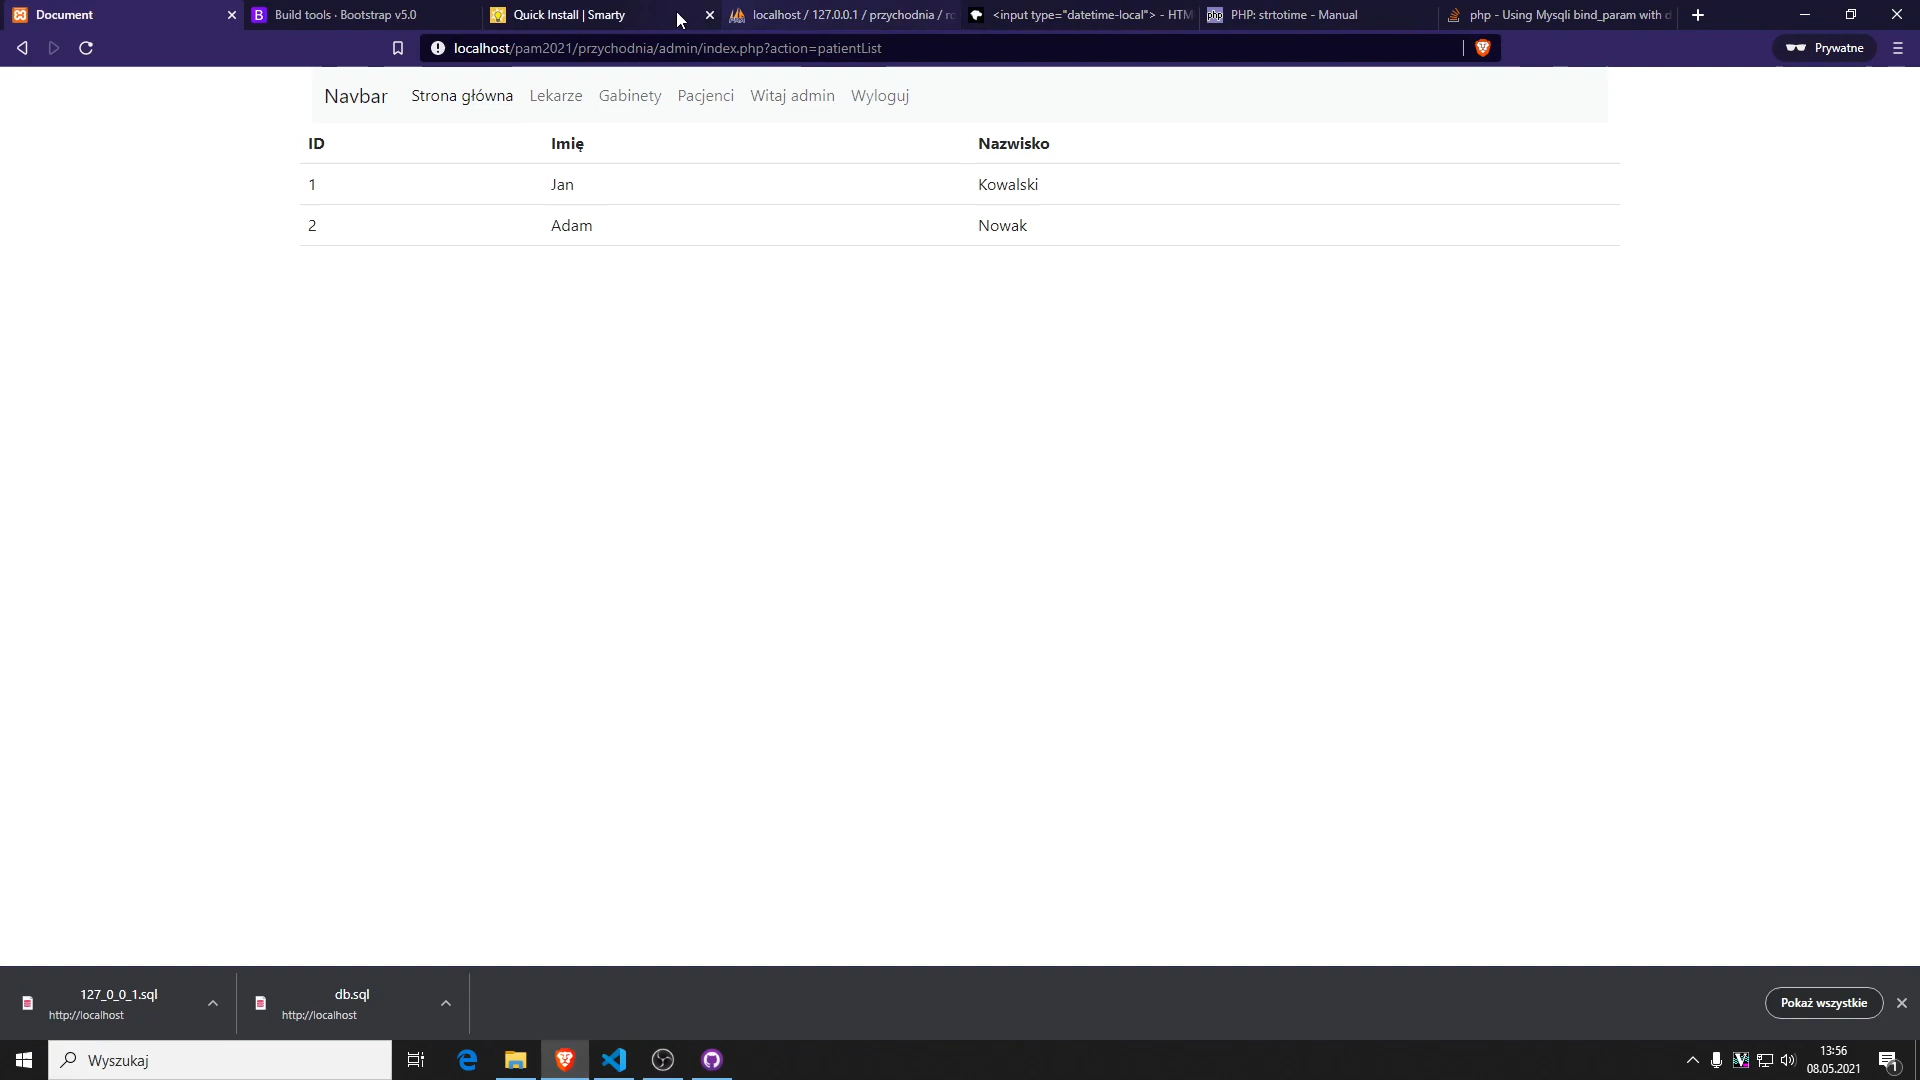 Document
Build tools · Bootstrap v5.0
Quick Install | Smarty
localhost / 127.0.0.1 / przychodnia / ro
<input type="datetime-local"> - HTM
PHP: strtotime - Manual
php - Using Mysqli bind_param with d
localhost/pam2021/przychodnia/admin/index.php?action=patientList
Prywatne
Navbar Strona główna Lekarze Gabinety Pacjenci Witaj admin Wyloguj
ID Imię Nazwisko
1 Jan Kowalski
2 Adam Nowak
127_0_0_1.sql
http://localhost
db.sql
http://localhost
Pokaż wszystkie
Wyszukaj
13:56
08.05.2021
1